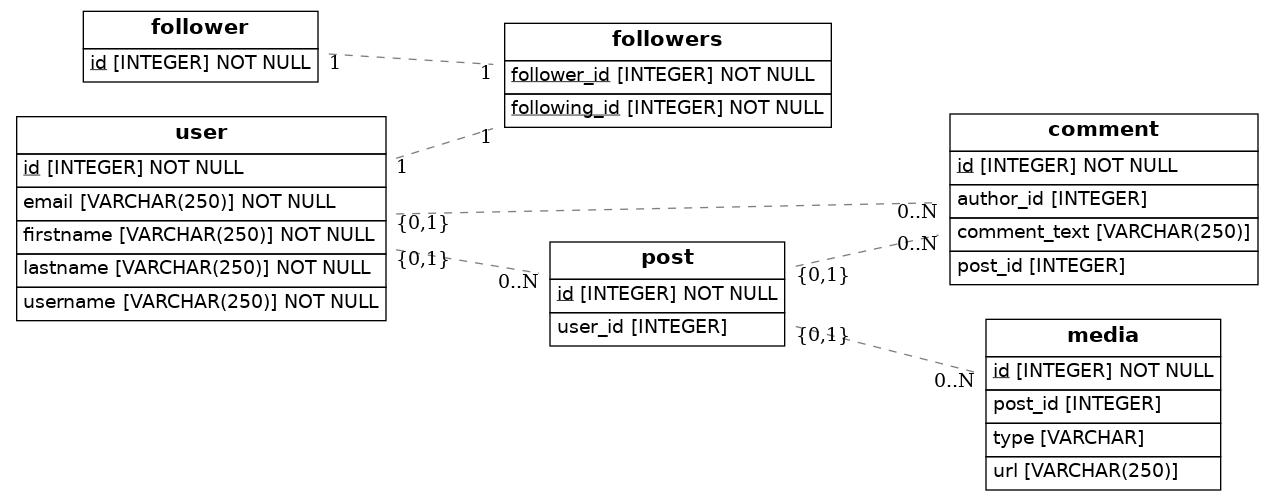 follower
id [INTEGER] NOT NULL
1
followers
follower_id [INTEGER] NOT NULL
following_id [INTEGER] NOT NULL
1
1
user
id [INTEGER] NOT NULL
email [VARCHAR(250)] NOT NULL
firstname [VARCHAR(250)] NOT NULL
lastname [VARCHAR(250)] NOT NULL
username [VARCHAR(250)] NOT NULL
1
{0,1}
{0,1}
comment
id [INTEGER] NOT NULL
author_id [INTEGER]
comment_text [VARCHAR(250)]
post_id [INTEGER]
0..N
0..N
post
id [INTEGER] NOT NULL
user_id [INTEGER]
0..N
{0,1}
{0,1}
media
id [INTEGER] NOT NULL
post_id [INTEGER]
type [VARCHAR]
url [VARCHAR(250)]
0..N